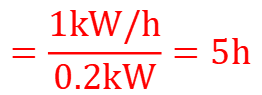 = 1kW/h / 0.2kW = 5h